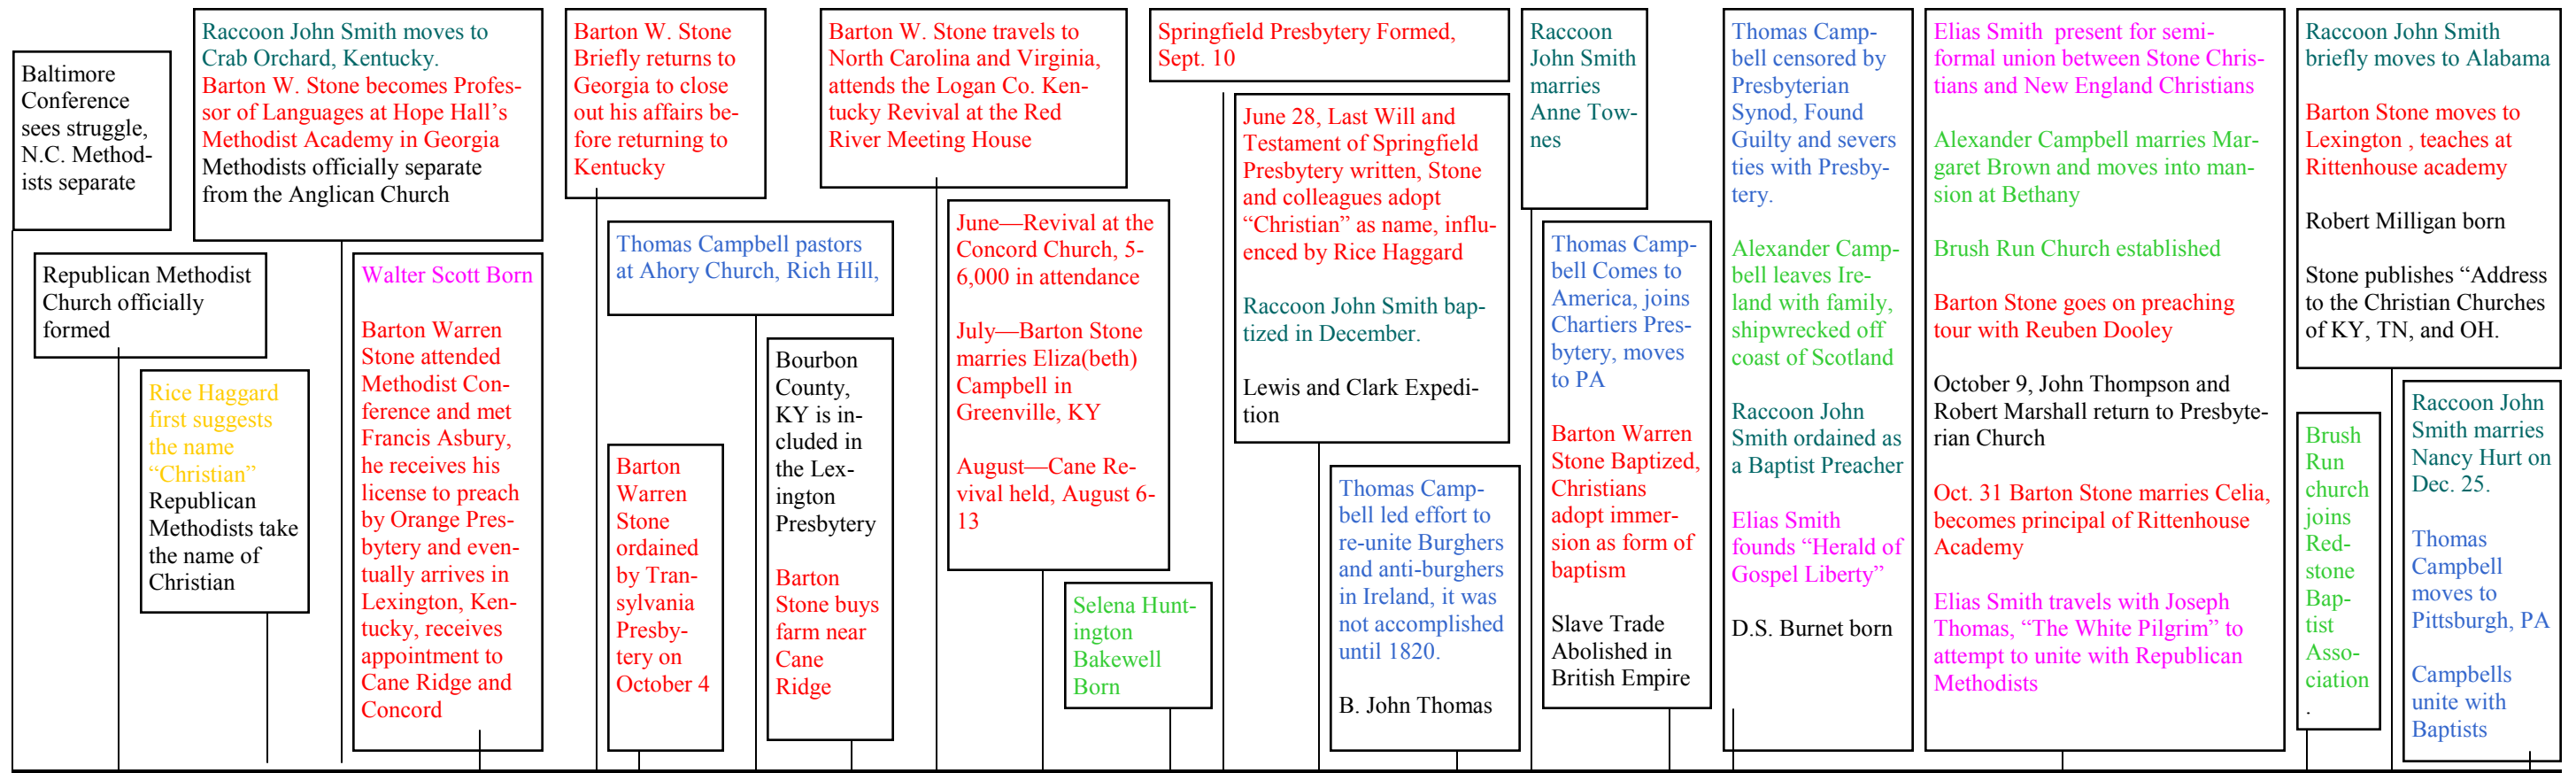 Baltimore
Conference
sees struggle,
N.C. Method-
ists separate
Republican Methodist
Church officially
formed
Rice Haggard
first suggests
the name
“Christian”
Republican
Methodists take
the name of
Christian
Raccoon John Smith moves to
Crab Orchard, Kentucky.
Barton W. Stone becomes Profes-
sor of Languages at Hope Hall’s
Methodist Academy in Georgia
Methodists officially separate
from the Anglican Church
Walter Scott Born
Barton Warren
Stone attended
Methodist Con-
ference and met
Francis Asbury,
he receives his
license to preach
by Orange Pres-
bytery and even-
tually arrives in
Lexington, Ken-
tucky, receives
appointment to
Cane Ridge and
Concord
Barton W. Stone
Briefly returns to
Georgia to close
out his affairs be-
fore returning to
Kentucky
Barton
Warren
Stone
ordained
by Tran-
sylvania
Presby-
tery on
October 4
Thomas Campbell pastors
at Ahory Church, Rich Hill,
Bourbon
County,
KY is in-
cluded in
the Lex-
ington
Presbytery
Barton
Stone buys
farm near
Cane
Ridge
Barton W. Stone travels to
North Carolina and Virginia,
attends the Logan Co. Ken-
tucky Revival at the Red
River Meeting House
June—Revival at the
Concord Church, 5-
6,000 in attendance
July—Barton Stone
marries Eliza(beth)
Campbell in
Greenville, KY
August—Cane Re-
vival held, August 6-
13
Selena Hunt-
ington
Bakewell
Born
Springfield Presbytery Formed,
Sept. 10
June 28, Last Will and
Testament of Springfield
Presbytery written, Stone
and colleagues adopt
“Christian” as name, influ-
enced by Rice Haggard
Raccoon John Smith bap-
tized in December.
Lewis and Clark Expedi-
tion
Thomas Camp-
bell led effort to
re-unite Burghers
and anti-burghers
in Ireland, it was
not accomplished
until 1820.
B. John Thomas
Raccoon
John Smith
marries
Anne Tow-
nes
Thomas Camp-
bell Comes to
America, joins
Chartiers Pres-
bytery, moves
to PA
Barton Warren
Stone Baptized,
Christians
adopt immer-
sion as form of
baptism
Slave Trade
Abolished in
British Empire
Thomas Camp-
bell censored by
Presbyterian
Synod, Found
Guilty and severs
ties with Presby-
tery.
Alexander Camp-
bell leaves Ire-
land with family,
shipwrecked off
coast of Scotland
Raccoon John
Smith ordained as
a Baptist Preacher
Elias Smith
founds “Herald of
Gospel Liberty”
D.S. Burnet born
Elias Smith  present for semi-
formal union between Stone Chris-
tians and New England Christians
Alexander Campbell marries Mar-
garet Brown and moves into man-
sion at Bethany
Brush Run Church established
Barton Stone goes on preaching
tour with Reuben Dooley
October 9, John Thompson and
Robert Marshall return to Presbyte-
rian Church
Oct. 31 Barton Stone marries Celia,
becomes principal of Rittenhouse
Academy
Elias Smith travels with Joseph
Thomas, “The White Pilgrim” to
attempt to unite with Republican
Methodists
Raccoon John Smith
briefly moves to Alabama
Barton Stone moves to
Lexington , teaches at
Rittenhouse academy
Robert Milligan born
Stone publishes “Address
to the Christian Churches
of KY, TN, and OH.
Brush
Run
church
joins
Red-
stone
Bap-
tist
Asso-
ciation
.
Raccoon John
Smith marries
Nancy Hurt on
Dec. 25.
Thomas
Campbell
moves to
Pittsburgh, PA
Campbells
unite with
Baptists